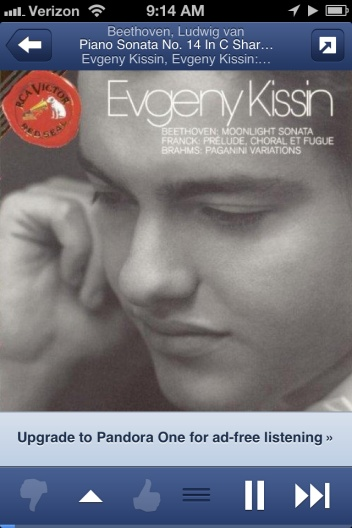 Verizon 9:14 AM
Beethoven, Ludwig van
Piano Sonata No. 14 In C Shar...
Evgeny Kissin, Evgeny Kissin:...
RCA VICTOR
RED SEAL
Evgeny Kissin
BEETHOVEN: MOONLIGHT SONATA
FRANCK: PRÉLUDE, CHORAL ET FUGUE
BRAHMS: PAGANINI VARIATIONS
Upgrade to Pandora One for ad-free listening »